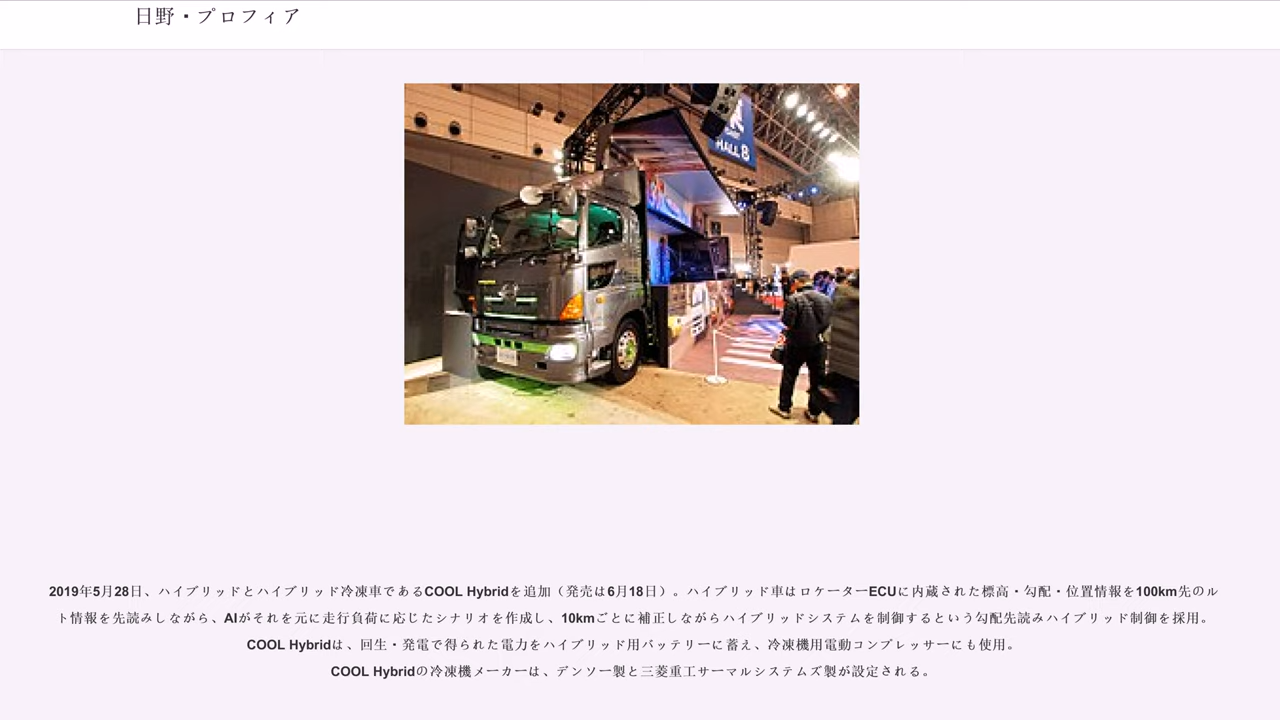 日野・プロフィア
HALL 8
2019年5月28日、ハイブリッドとハイブリッド冷凍車であるCOOL Hybridを追加（発売は6月18日）。ハイブリッド車はロケーターECUに内蔵された標高・勾配・位置情報を100km先のル
ト情報を先読みしながら、AIがそれを元に走行負荷に応じたシナリオを作成し、10kmごとに補正しながらハイブリッドシステムを制御するという勾配先読みハイブリッド制御を採用。
COOL Hybridは、回生・発電で得られた電力をハイブリッド用バッテリーに蓄え、冷凍機用電動コンプレッサーにも使用。
COOL Hybridの冷凍機メーカーは、デンソー製と三菱重工サーマルシステムズ製が設定される。